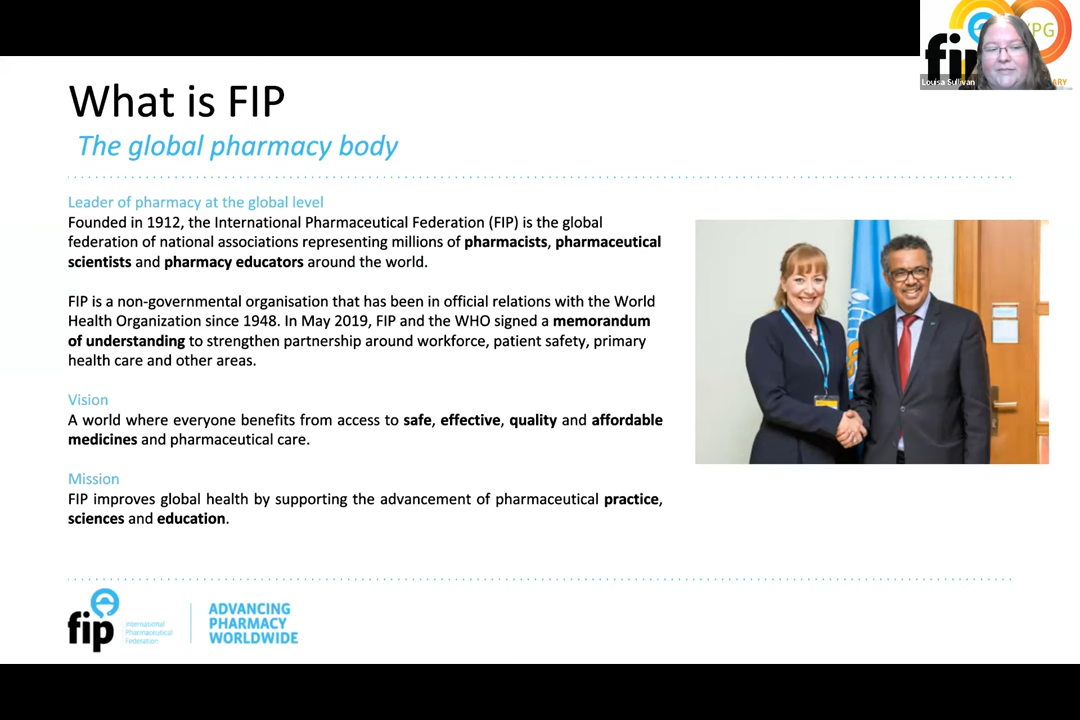 PG
fip
ARY
Louisa Sullivan
What is FIP
The global pharmacy body
Leader of pharmacy at the global level
Founded in 1912, the International Pharmaceutical Federation (FIP) is the global
federation of national associations representing millions of pharmacists, pharmaceutical
scientists and pharmacy educators around the world.
FIP is a non-governmental organisation that has been in official relations with the World
Health Organization since 1948. In May 2019, FIP and the WHO signed a memorandum
of understanding to strengthen partnership around workforce, patient safety, primary
health care and other areas.
Vision
A world where everyone benefits from access to safe, effective, quality and affordable
medicines and pharmaceutical care.
Mission
FIP improves global health by supporting the advancement of pharmaceutical practice,
sciences and education.
fip
International
Pharmaceutical
Federation
ADVANCING
PHARMACY
WORLDWIDE